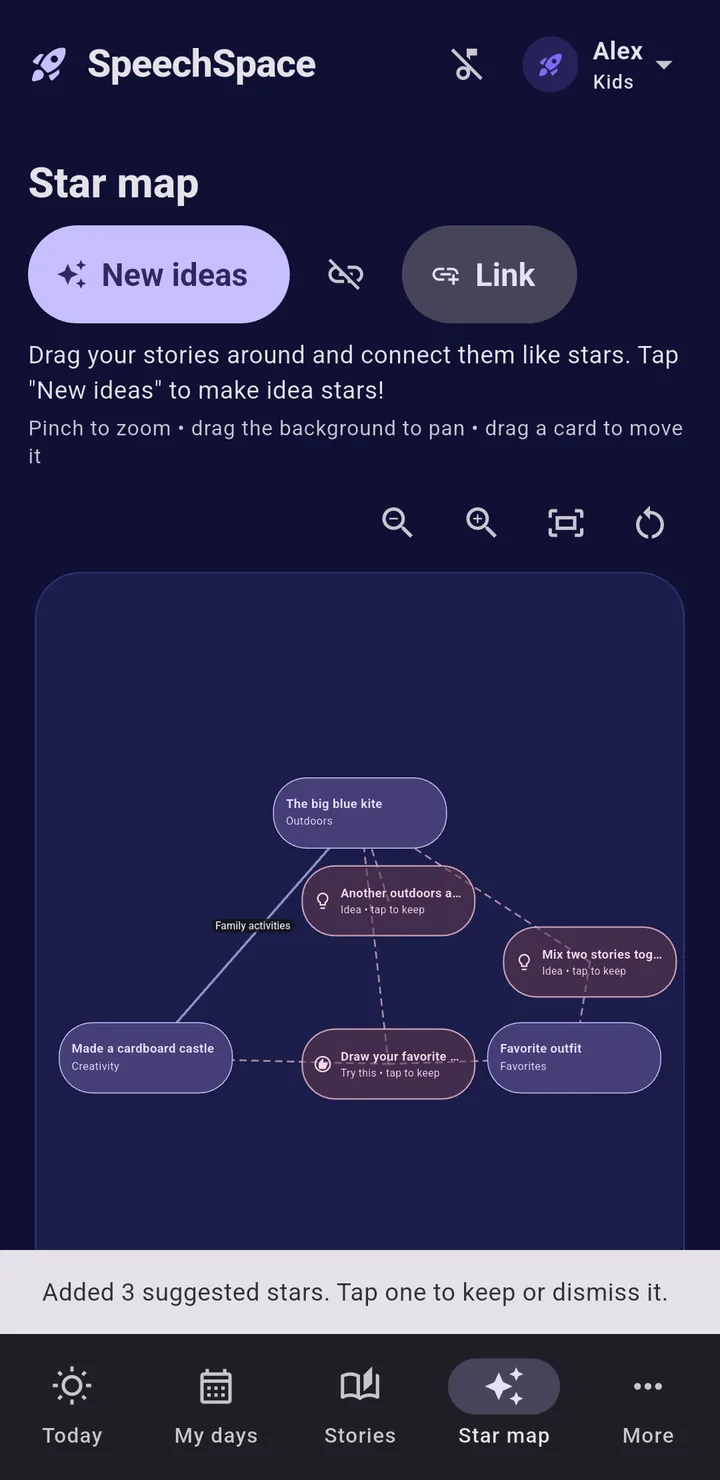 SpeechSpace
Alex
Kids
Star map
New ideas
Link
Drag your stories around and connect them like stars. Tap
"New ideas" to make idea stars!
Pinch to zoom • drag the background to pan • drag a card to move
it
The big blue kite
Outdoors
Another outdoors a…
Idea • tap to keep
Family activities
Mix two stories tog…
Idea • tap to keep
Made a cardboard castle
Creativity
Draw your favorite …
Try this • tap to keep
Favorite outfit
Favorites
Added 3 suggested stars. Tap one to keep or dismiss it.
Today
My days
Stories
Star map
More